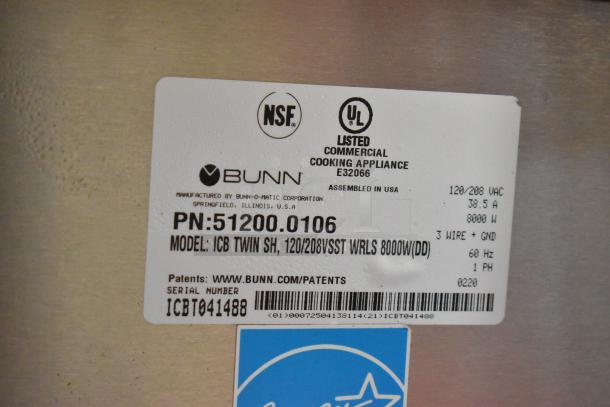 NSF®
UL®
LISTED
COMMERCIAL
COOKING APPLIANCE
E32066
BUNN®
ASSEMBLED IN USA
MANUFACTURED BY BUNN-O-MATIC CORPORATION
SPRINGFIELD, ILLINOIS, U.S.A
120/208 VAC
38.5 A
8000 W
3 WIRE + GND
60 Hz
1 PH
0220
PN:51200.0106
MODEL: ICB TWIN SH, 120/208VSST WRLS 8000W(DD)
Patents: WWW.BUNN.COM/PATENTS
SERIAL NUMBER
ICBT041488
(01)00072504138114(21)ICBT041488